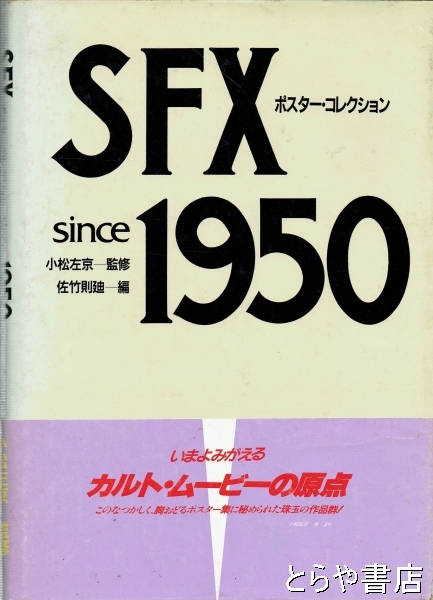 SFX
ポスター・コレクション
since
1950
小松左京―監修
佐竹則廸―編
いまよみがえる
カルト・ムービーの原点
このなつかしく、胸おどるポスター集に秘められた珠玉の作品群!
SFX
1950
とらや書店